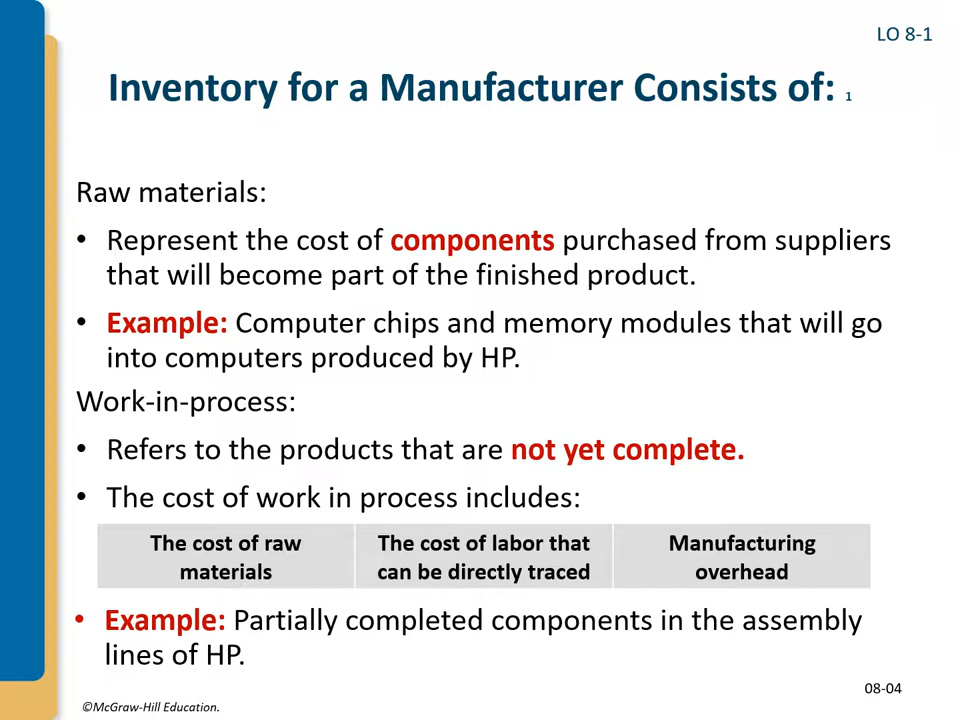 LO 8-1
Inventory for a Manufacturer Consists of: 1
Raw materials:
• Represent the cost of components purchased from suppliers
that will become part of the finished product.
• Example: Computer chips and memory modules that will go
into computers produced by HP.
Work-in-process:
• Refers to the products that are not yet complete.
• The cost of work in process includes:
The cost of raw
materials
The cost of labor that
can be directly traced
Manufacturing
overhead
• Example: Partially completed components in the assembly
lines of HP.
08-04
©McGraw-Hill Education.